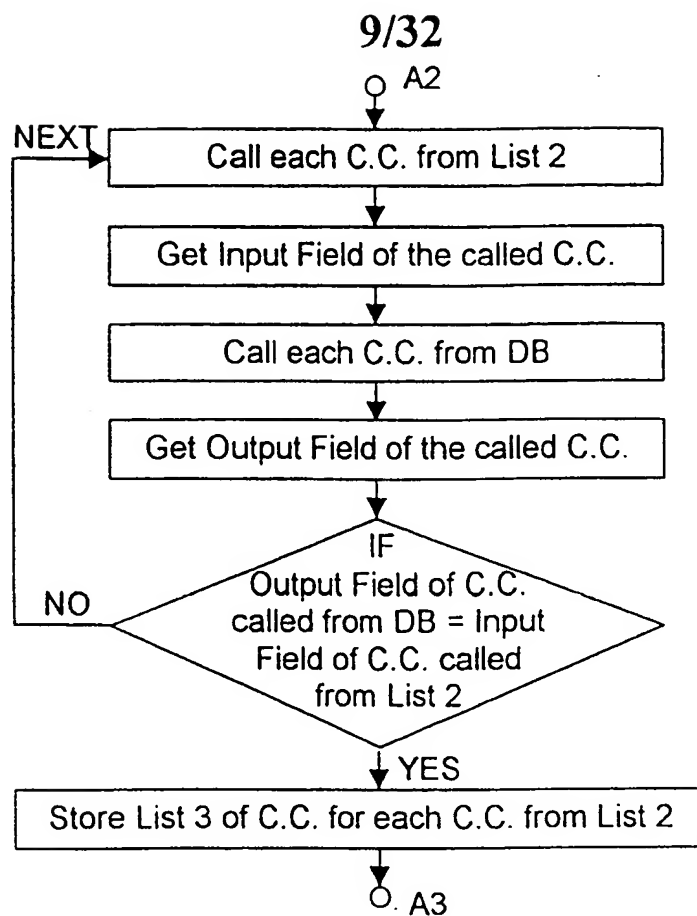 9/32
A2
NEXT
Call each C.C. from List 2
Get Input Field of the called C.C.
Call each C.C. from DB
Get Output Field of the called C.C.
IF
Output Field of C.C.
called from DB = Input
Field of C.C. called
from List 2
NO
YES
Store List 3 of C.C. for each C.C. from List 2
A3